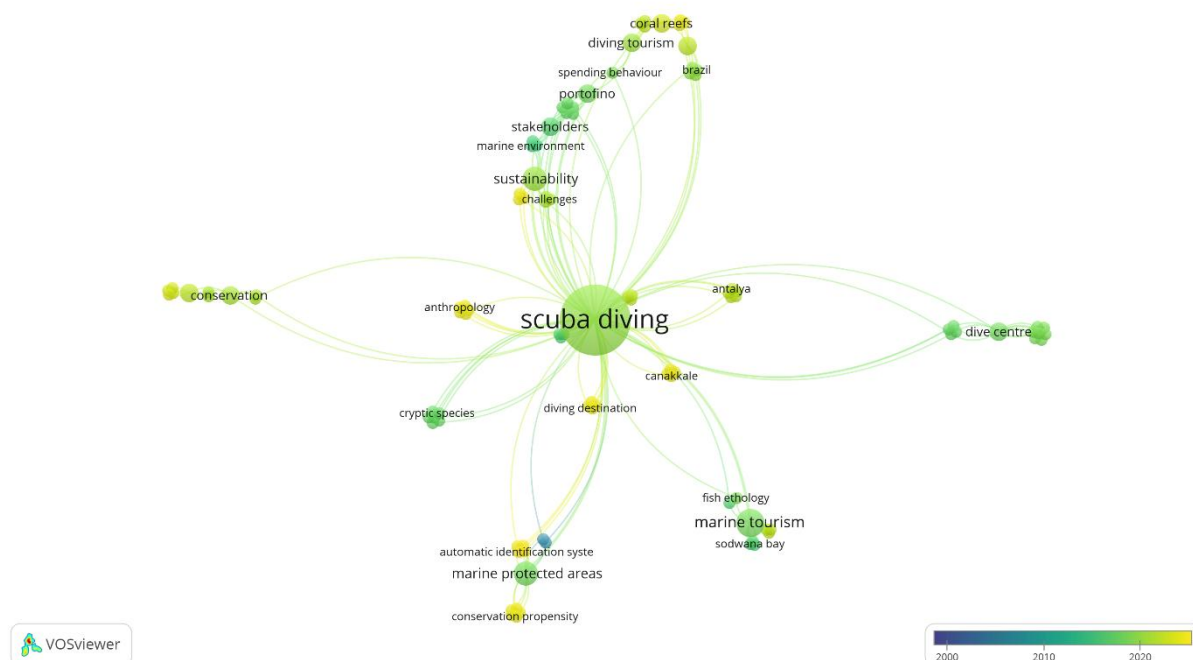 coral reefs
diving tourism
spending behaviour
brazil
portofino
stakeholders
marine environment
sustainability
challenges
conservation
anthropology
antalya
scuba diving
dive centre
canakkale
cryptic species
diving destination
fish ethology
marine tourism
sodwana bay
automatic identification syste
marine protected areas
conservation propensity
VOSviewer
2000 2010 2020